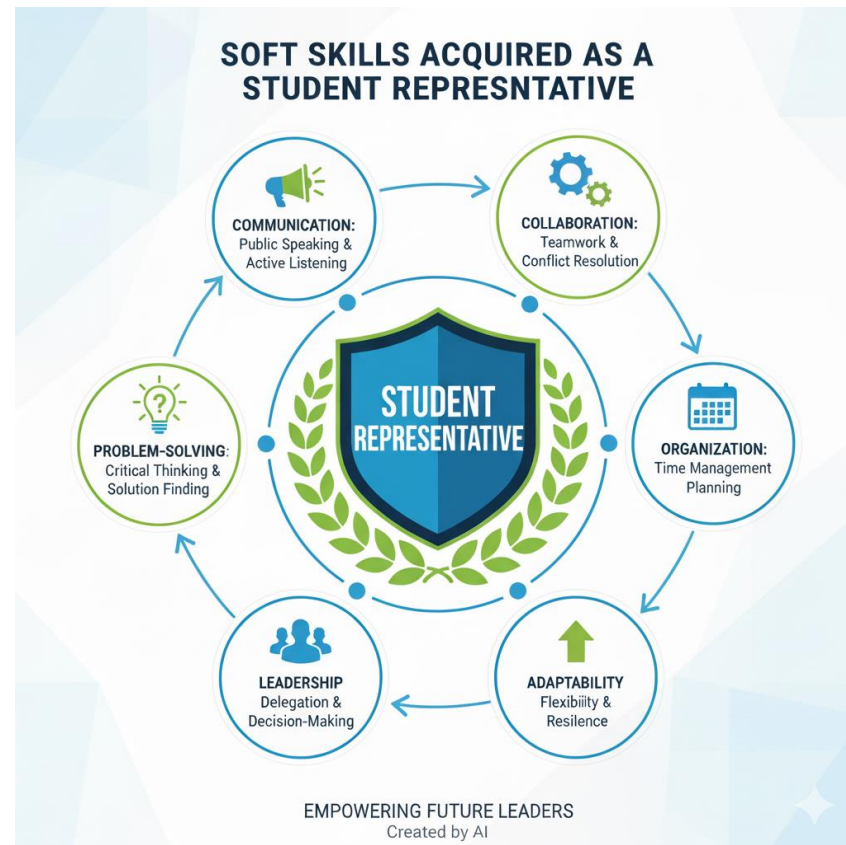 SOFT SKILLS ACQUIRED AS A
STUDENT REPRESNTATIVE
COMMUNICATION:
Public Speaking &
Active Listening
COLLABORATION:
Teamwork &
Conflict Resolution
ORGANIZATION:
Time Management
Planning
ADAPTABILITY
Flexibiilty &
Resilence
LEADERSHIP
Delegation &
Decision-Making
PROBLEM-SOLVING:
Critical Thinking &
Solution Finding
STUDENT
REPRESENTATIVE
?
EMPOWERING FUTURE LEADERS
Created by AI